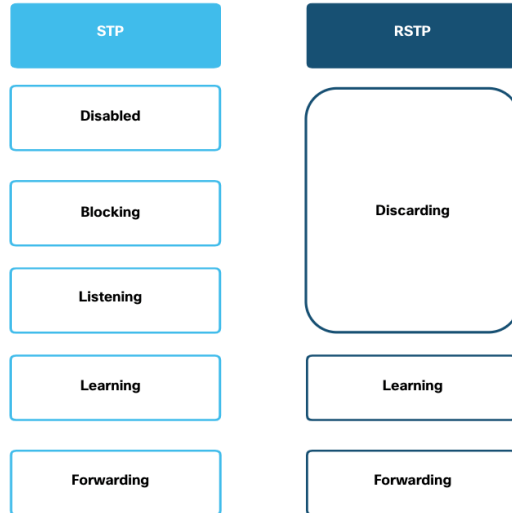 STP
Disabled
Blocking
Listening
Learning
Forwarding
RSTP
Discarding
Learning
Forwarding